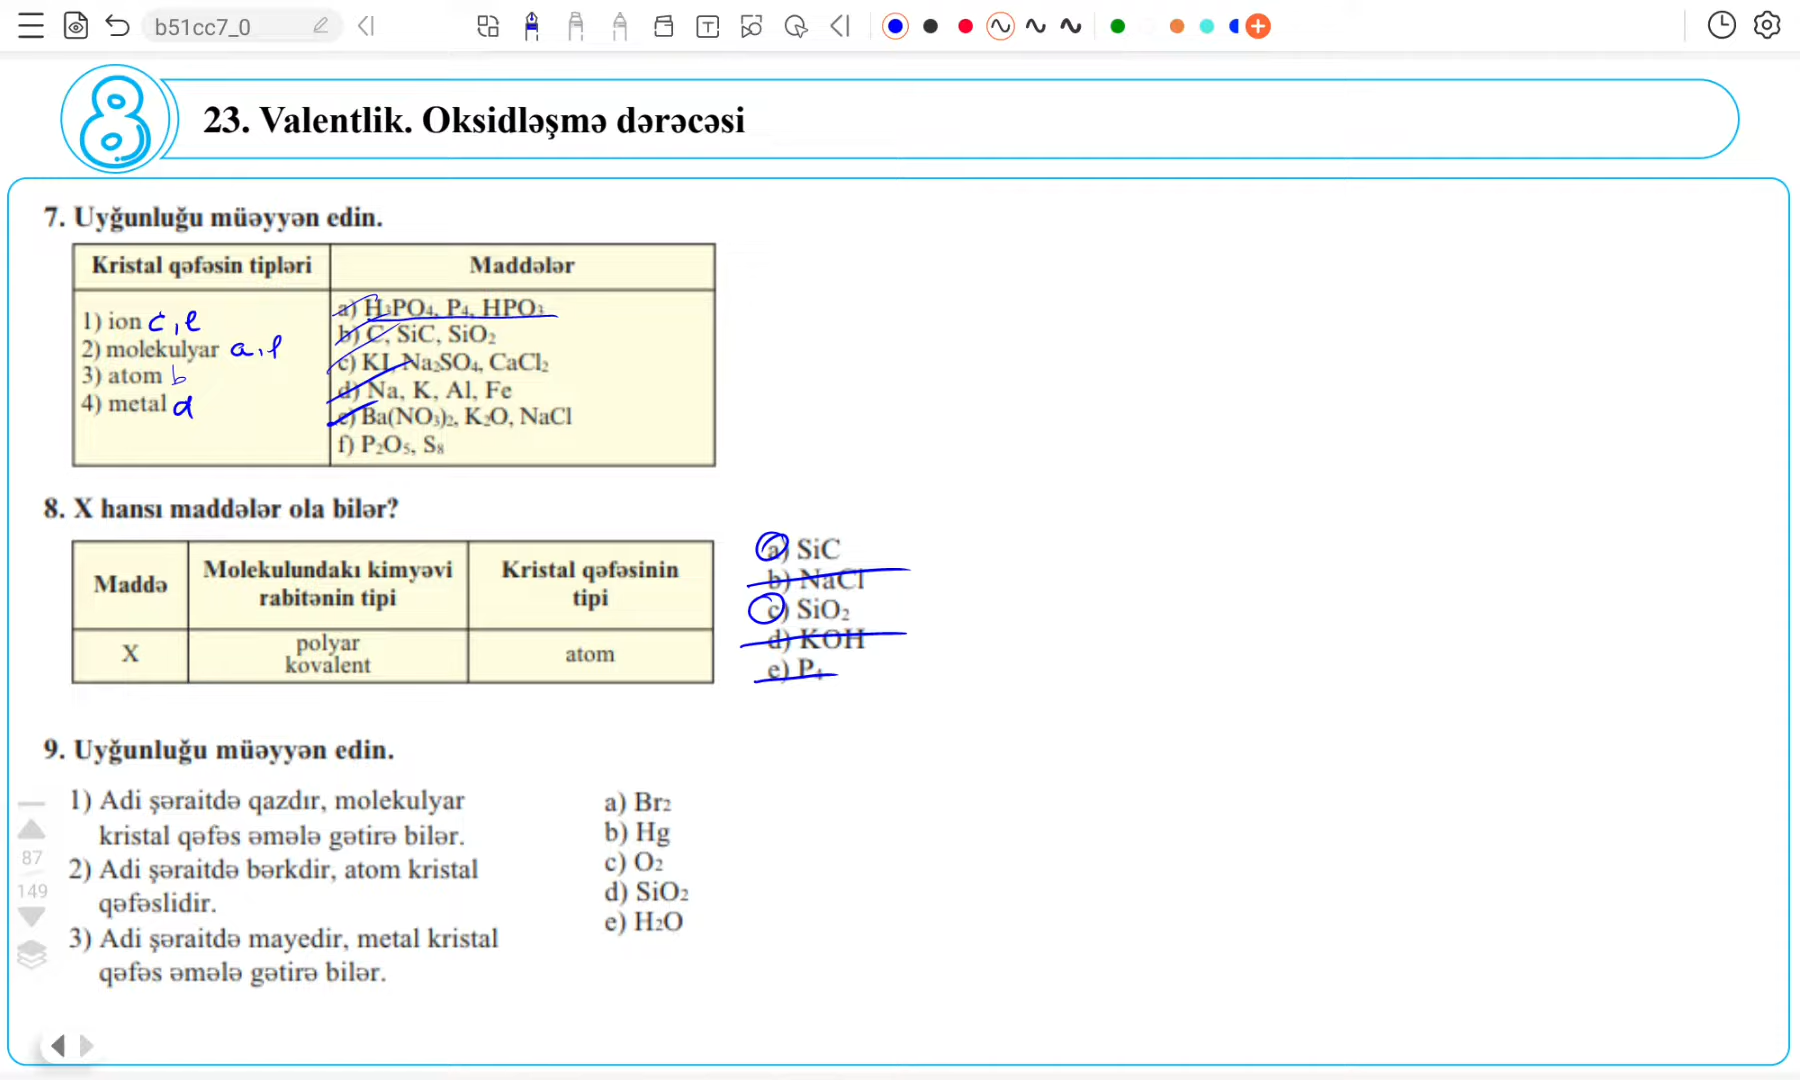 b51cc7_0
8
23. Valentlik. Oksidləşmə dərəcəsi
7. Uyğunluğu müəyyən edin.
Kristal qəfəsin tipləri
Maddələr
1) ion c, e
2) molekulyar a, f
3) atom b
4) metal d
a) H₃PO₄, P₄, HPO₃
b) C, SiC, SiO₂
c) KI, Na₂SO₄, CaCl₂
d) Na, K, Al, Fe
e) Ba(NO₃)₂, K₂O, NaCl
f) P₂O₅, S₈
8. X hansı maddələr ola bilər?
Maddə
Molekulundakı kimyəvi
rabitənin tipi
Kristal qəfəsinin
tipi
X
polyar
kovalent
atom
a) SiC
b) NaCl
c) SiO₂
d) KOH
e) P₄
9. Uyğunluğu müəyyən edin.
1) Adi şəraitdə qazdır, molekulyar
kristal qəfəs əmələ gətirə bilər.
2) Adi şəraitdə bərkdir, atom kristal
qəfəslidir.
3) Adi şəraitdə mayedir, metal kristal
qəfəs əmələ gətirə bilər.
a) Br₂
b) Hg
c) O₂
d) SiO₂
e) H₂O
87
149